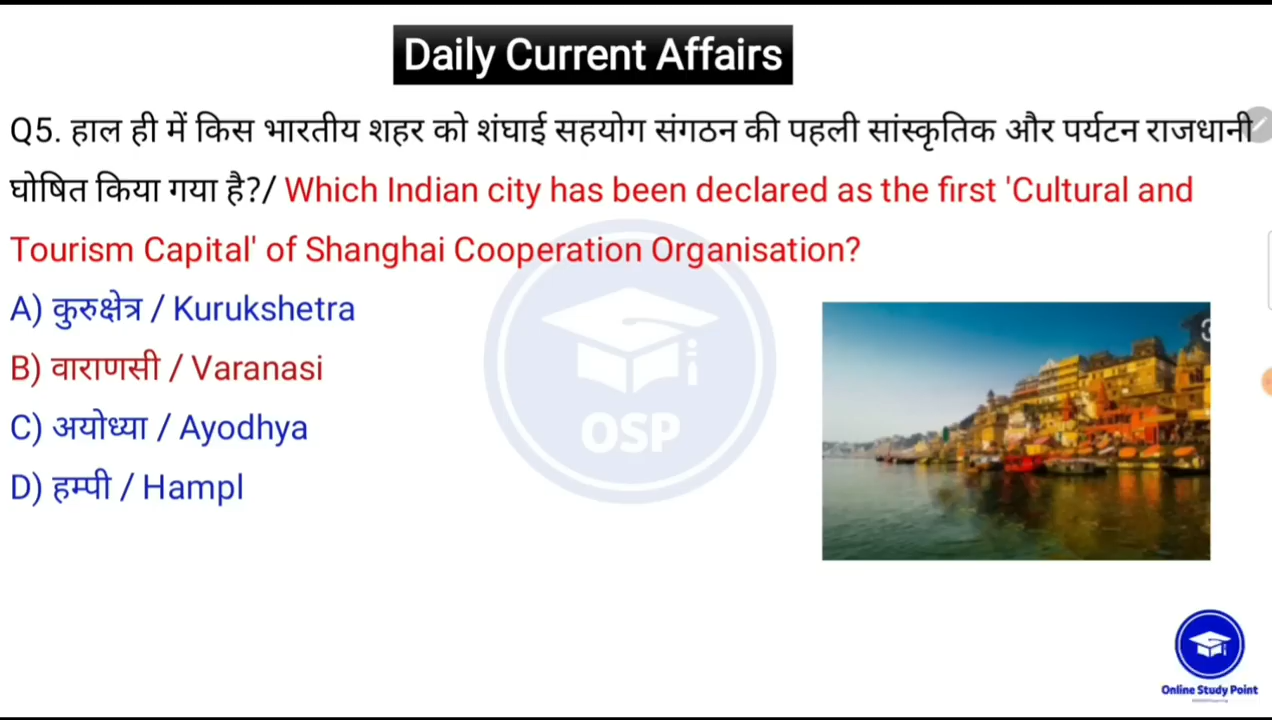 Daily Current Affairs
Q5. हाल ही में किस भारतीय शहर को शंघाई सहयोग संगठन की पहली सांस्कृतिक और पर्यटन राजधानी
घोषित किया गया है?/ Which Indian city has been declared as the first 'Cultural and
Tourism Capital' of Shanghai Cooperation Organisation?
A) कुरुक्षेत्र / Kurukshetra
B) वाराणसी / Varanasi
C) अयोध्या / Ayodhya
D) हम्पी / Hampl
OSP
Online Study Point